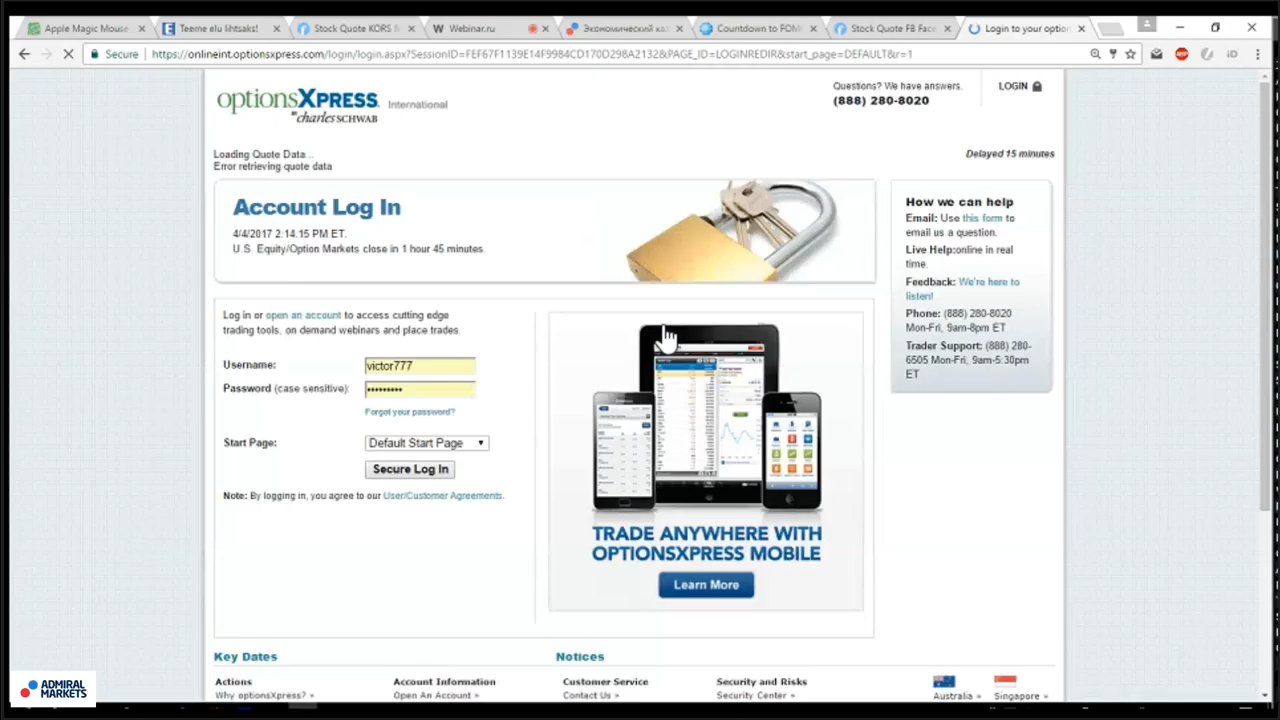 Apple Magic Mouse
Teeme elu lihtsaks!
Stock Quote KORS
Webinar.ru
Экономический ка
Countdown to FOM
Stock Quote FB Face
Login to your option
Secure
https://onlineint.optionsxpress.com/login/login.aspx?SessionID=FEF67F1139E14F9984CD170D298A2132&PAGE_ID=LOGINREDIR&start_page=DEFAULT&r=1
optionsXpress International
by charles SCHWAB
Questions? We have answers.
(888) 280-8020
LOGIN
Loading Quote Data...
Error retrieving quote data
Delayed 15 minutes
Account Log In
4/4/2017 2:14:15 PM ET.
U.S. Equity/Option Markets close in 1 hour 45 minutes.
How we can help
Email: Use this form to
email us a question.
Live Help:online in real
time.
Feedback: We're here to
listen!
Phone: (888) 280-8020
Mon-Fri, 9am-8pm ET
Trader Support: (888) 280-
6505 Mon-Fri, 9am-5:30pm
ET
Log in or open an account to access cutting edge
trading tools, on demand webinars and place trades.
Username: victor777
Password (case sensitive): •••••••••
Forgot your password?
Start Page: Default Start Page
Secure Log In
Note: By logging in, you agree to our User/Customer Agreements.
TRADE ANYWHERE WITH
OPTIONSXPRESS MOBILE
Learn More
Key Dates
Notices
Actions
Account Information
Customer Service
Security and Risks
Why optionsXpress? »
Open An Account »
Contact Us »
Security Center »
Australia »
Singapore »
ADMIRAL
MARKETS